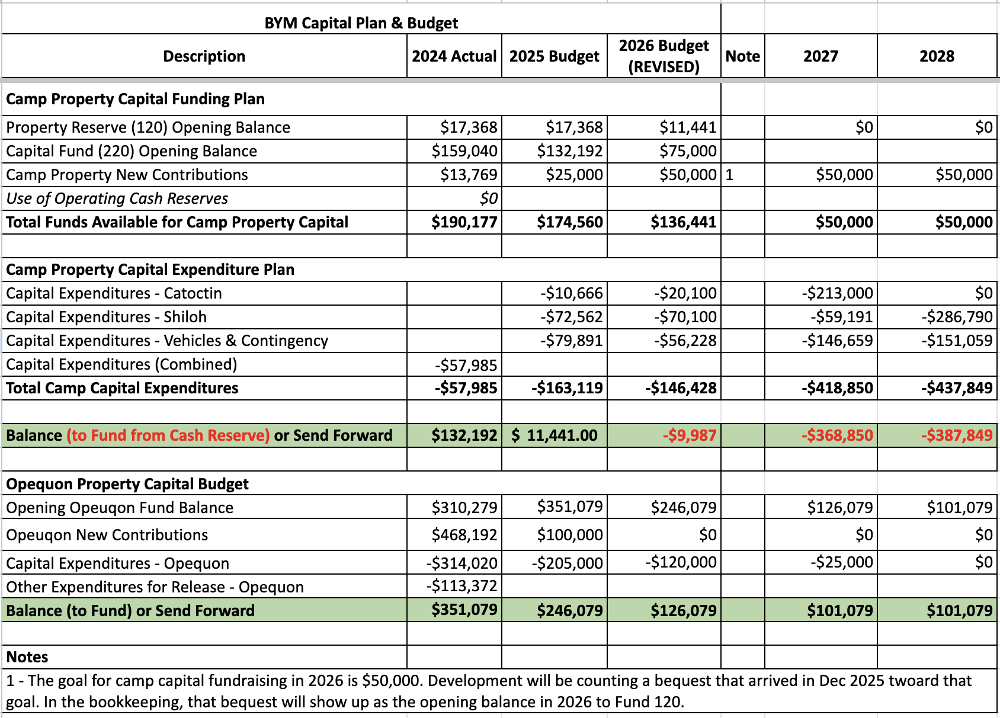 BYM Capital Plan & Budget
Description 2024 Actual 2025 Budget 2026 Budget (REVISED) Note 2027 2028
Camp Property Capital Funding Plan
Property Reserve (120) Opening Balance $17,368 $17,368 $11,441 $0 $0
Capital Fund (220) Opening Balance $159,040 $132,192 $75,000
Camp Property New Contributions $13,769 $25,000 $50,000 1 $50,000 $50,000
Use of Operating Cash Reserves $0
Total Funds Available for Camp Property Capital $190,177 $174,560 $136,441 $50,000 $50,000
Camp Property Capital Expenditure Plan
Capital Expenditures - Catoctin -$10,666 -$20,100 -$213,000 $0
Capital Expenditures - Shiloh -$72,562 -$70,100 -$59,191 -$286,790
Capital Expenditures - Vehicles & Contingency -$79,891 -$56,228 -$146,659 -$151,059
Capital Expenditures (Combined) -$57,985
Total Camp Capital Expenditures -$57,985 -$163,119 -$146,428 -$418,850 -$437,849
Balance (to Fund from Cash Reserve) or Send Forward $132,192 $ 11,441.00 -$9,987 -$368,850 -$387,849
Opequon Property Capital Budget
Opening Opeuqon Fund Balance $310,279 $351,079 $246,079 $126,079 $101,079
Opeuqon New Contributions $468,192 $100,000 $0 $0 $0
Capital Expenditures - Opequon -$314,020 -$205,000 -$120,000 -$25,000 $0
Other Expenditures for Release - Opequon -$113,372
Balance (to Fund) or Send Forward $351,079 $246,079 $126,079 $101,079 $101,079
Notes
1 - The goal for camp capital fundraising in 2026 is $50,000. Development will be counting a bequest that arrived in Dec 2025 twoard that
goal. In the bookkeeping, that bequest will show up as the opening balance in 2026 to Fund 120.